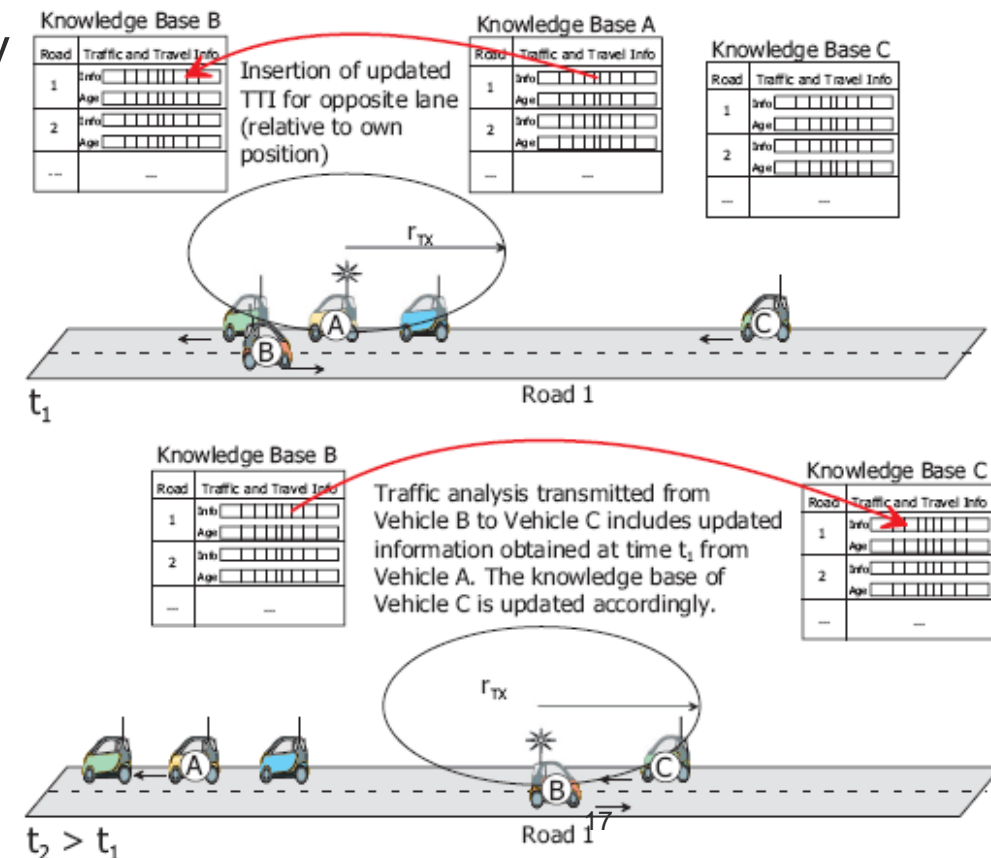 y
Knowledge Base B
Road Traffic and Travel Info
1 Info
Age
2 Info
Age
... ...
Insertion of updated
TTI for opposite lane
(relative to own
position)
Knowledge Base A
Road Traffic and Travel Info
1 Info
Age
2 Info
Age
... ...
Knowledge Base C
Road Traffic and Travel Info
1 Info
Age
2 Info
Age
... ...
rTX
A
B
C
Road 1
t1
Knowledge Base B
Road Traffic and Travel Info
1 Info
Age
2 Info
Age
... ...
Traffic analysis transmitted from
Vehicle B to Vehicle C includes updated
information obtained at time t1 from
Vehicle A. The knowledge base of
Vehicle C is updated accordingly.
Knowledge Base C
Road Traffic and Travel Info
1 Info
Age
2 Info
Age
... ...
rTX
A
B
C
Road 1
17
t2 > t1